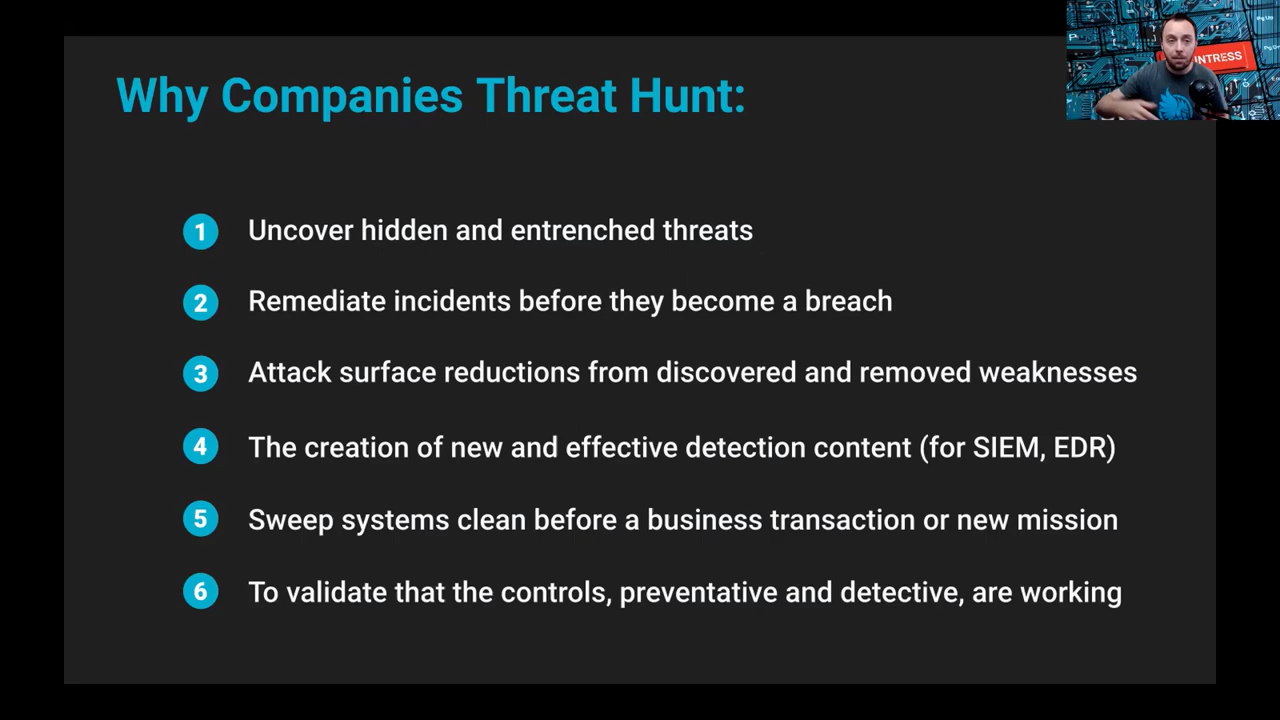 Why Companies Threat Hunt:
1 Uncover hidden and entrenched threats
2 Remediate incidents before they become a breach
3 Attack surface reductions from discovered and removed weaknesses
4 The creation of new and effective detection content (for SIEM, EDR)
5 Sweep systems clean before a business transaction or new mission
6 To validate that the controls, preventative and detective, are working
NTRESS